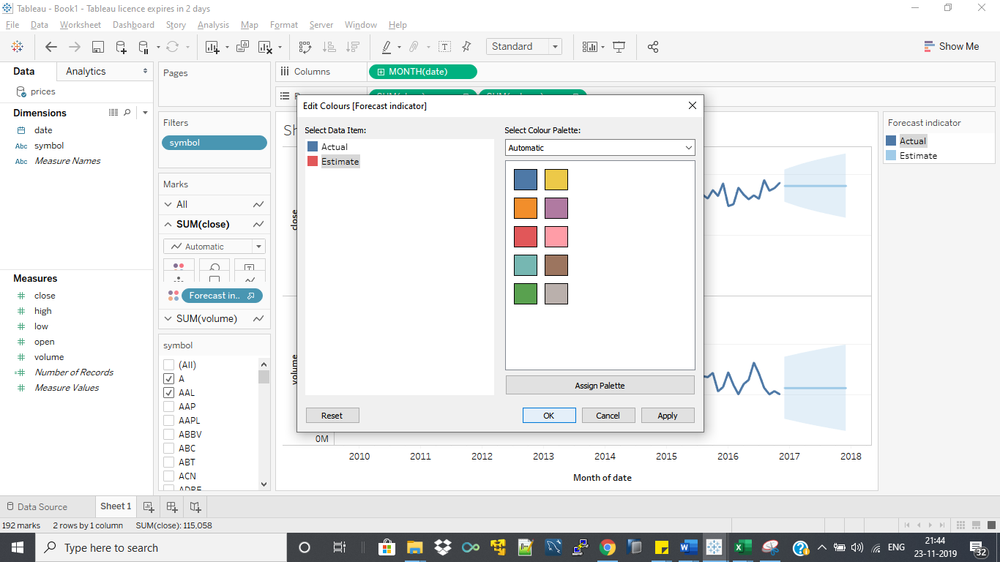 Tableau - Book1 - Tableau licence expires in 2 days
File Data Worksheet Dashboard Story Analysis Map Format Server Window Help
Standard
Show Me
Data
Analytics
prices
Dimensions
date
Abc symbol
Abc Measure Names
Measures
close
high
low
open
volume
Number of Records
Measure Values
Pages
Filters
symbol
Marks
All
SUM(close)
Automatic
Forecast in..
SUM(volume)
symbol
(All)
A
AAL
AAP
AAPL
ABBV
ABC
ABT
ACN
Columns
MONTH(date)
Edit Colours [Forecast indicator]
Select Data Item:
Actual
Estimate
Select Colour Palette:
Automatic
Assign Palette
Reset
OK
Cancel
Apply
close
volume
0M
2010 2011 2012 2013 2014 2015 2016 2017 2018
Month of date
Forecast indicator
Actual
Estimate
Data Source
Sheet 1
192 marks 2 rows by 1 column SUM(close): 115,058
Type here to search
ENG
21:44
23-11-2019
32